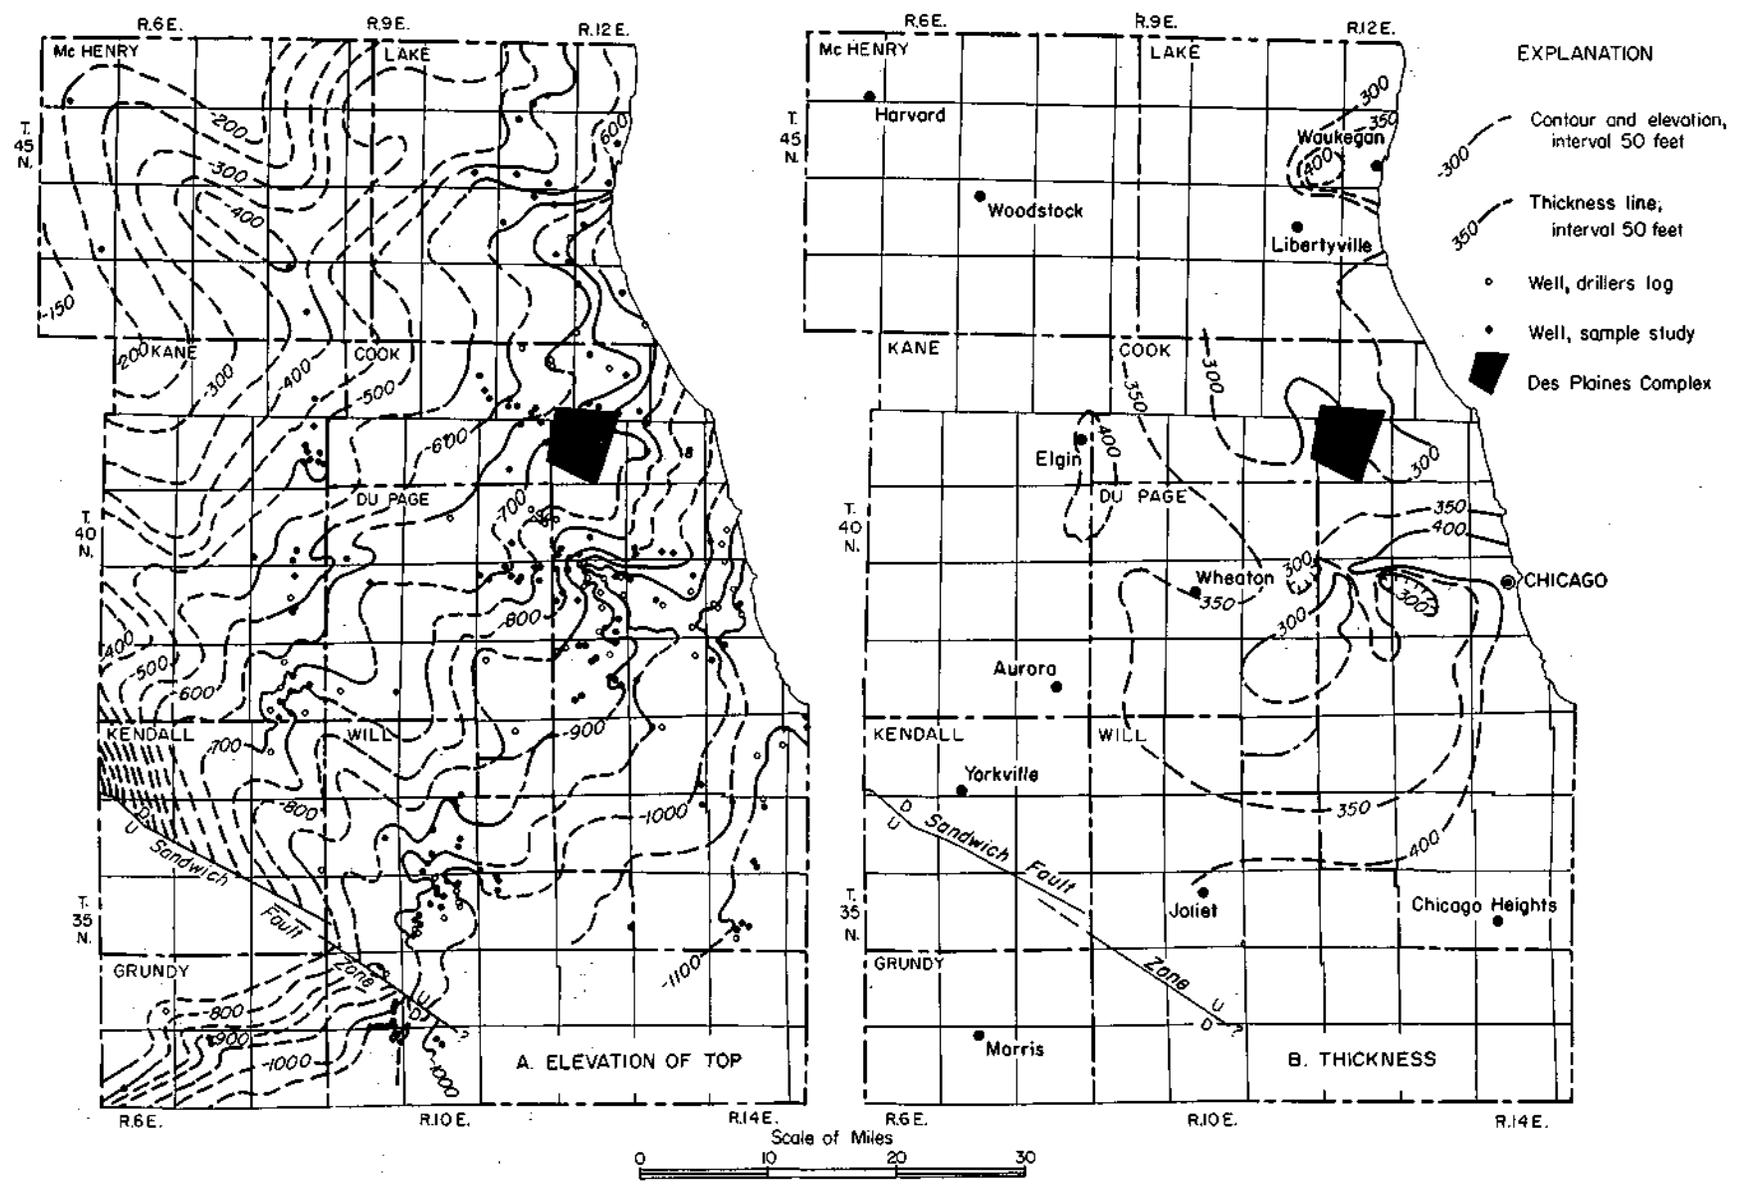 R.6E.
R.9E.
R.12E.
Mc HENRY
LAKE
-200
600
T.
45
N.
-300
-400
-150
-200
KANE
COOK
-300
-400
-500
-600
8
DU PAGE
-700
T.
40
N.
-800
400
-500
-600
KENDALL
WILL
-700
-900
-800
-1000
D
U
Sandwich
Fault
Zone
T.
35
N.
GRUNDY
-1100
-800
U
D
?
-900
-1000
-1000
A. ELEVATION OF TOP
R.6E.
R.10E.
R.14E.
R.6E.
R.9E.
R.12E.
Mc HENRY
LAKE
300
Harvard
350
T.
45
N.
Waukegan
400
Woodstock
Libertyville
KANE
COOK
300
350
400
Elgin
300
DU PAGE
T.
40
N.
350
400
300
Wheaton
350
300
CHICAGO
300
Aurora
KENDALL
WILL
Yorkville
350
D
U
Sandwich
Fault
Zone
400
T.
35
N.
Joliet
Chicago Heights
GRUNDY
U
D
?
Morris
B. THICKNESS
R.6E.
R.10E.
R.14E.
EXPLANATION
-300
Contour and elevation,
interval 50 feet
350
Thickness line,
interval 50 feet
Well, drillers log
Well, sample study
Des Plaines Complex
Scale of Miles
0 10 20 30